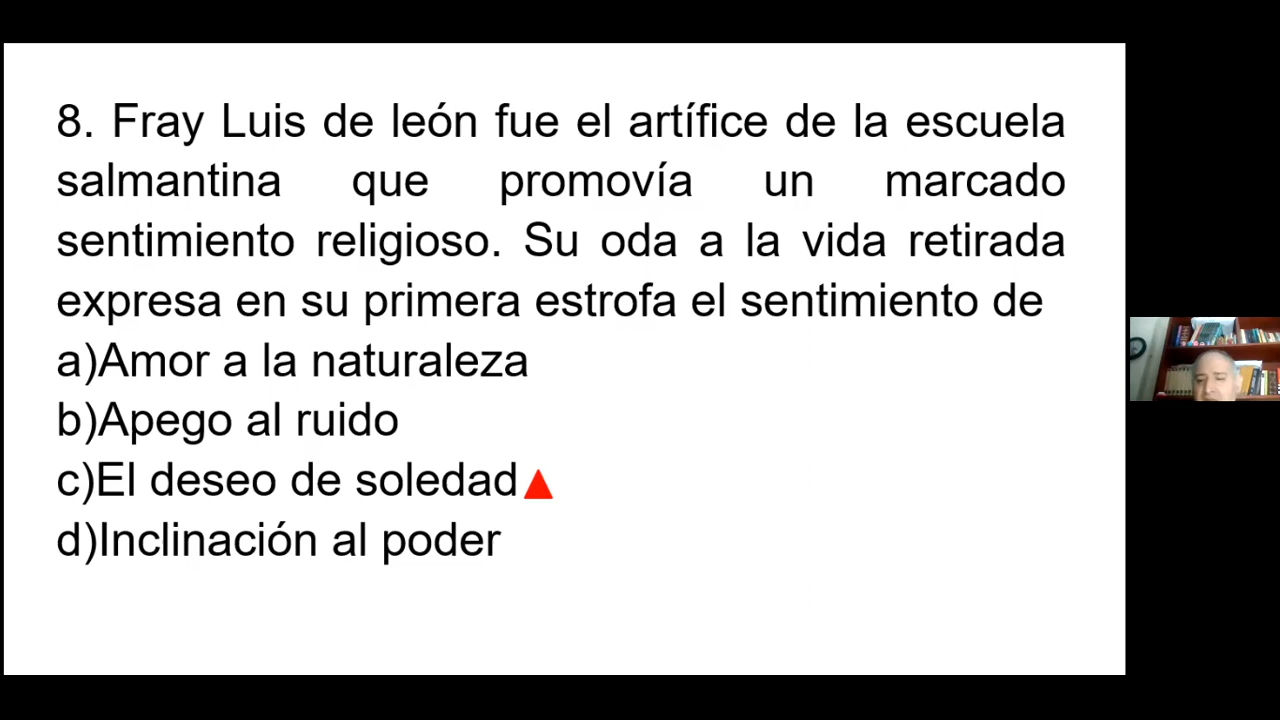 8. Fray Luis de león fue el artífice de la escuela
salmantina que promovía un marcado
sentimiento religioso. Su oda a la vida retirada
expresa en su primera estrofa el sentimiento de
a)Amor a la naturaleza
b)Apego al ruido
c)El deseo de soledad
d)Inclinación al poder